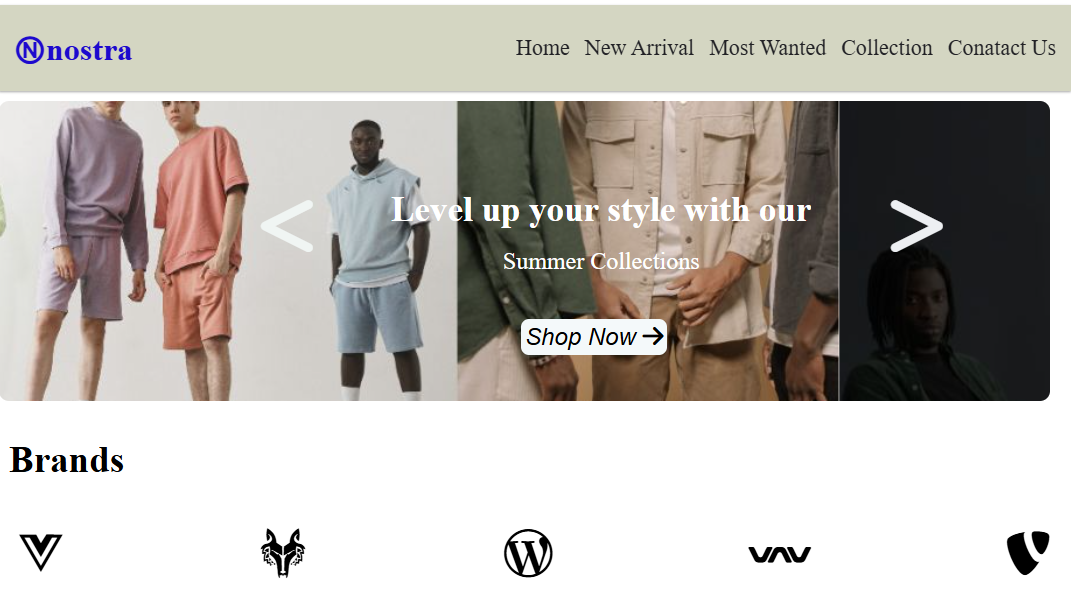 Ⓝnostra
Home New Arrival Most Wanted Collection Conatact Us
Level up your style with our
Summer Collections
Shop Now →
Brands